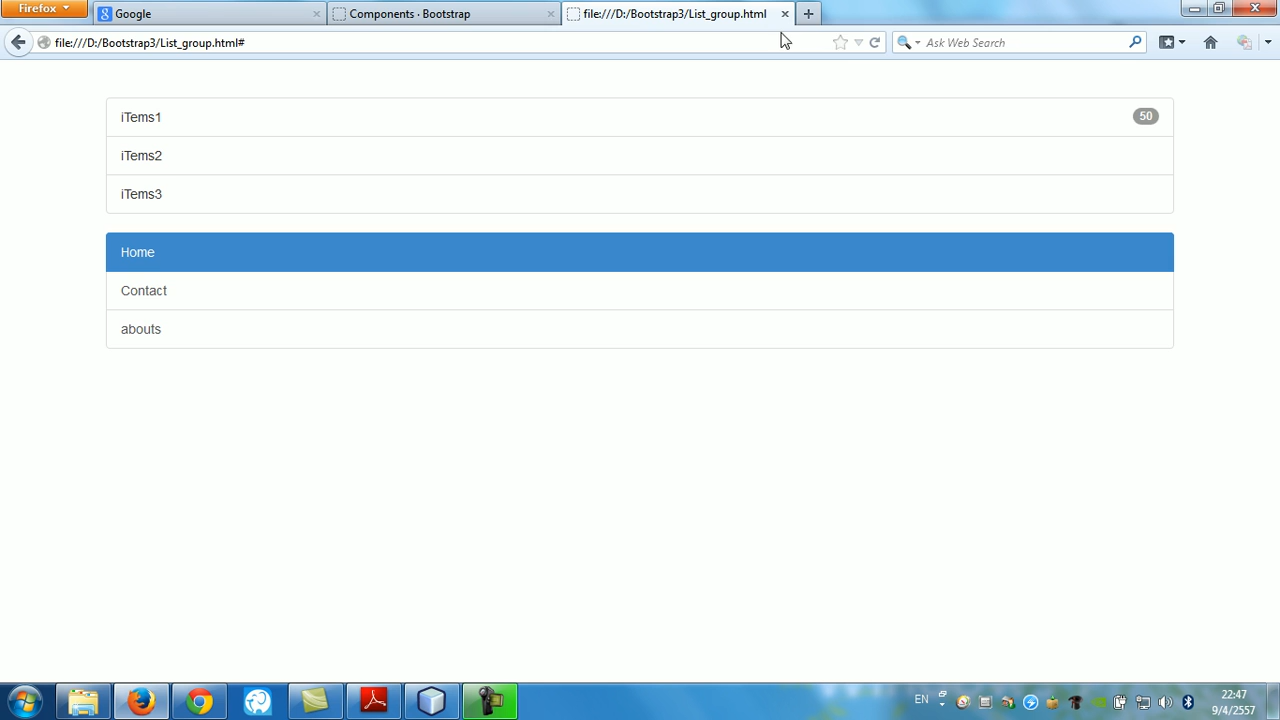 Firefox
Google
Components · Bootstrap
file:///D:/Bootstrap3/List_group.html
file:///D:/Bootstrap3/List_group.html#
Ask Web Search
iTems1
50
iTems2
iTems3
Home
Contact
abouts
EN
22:47
9/4/2557